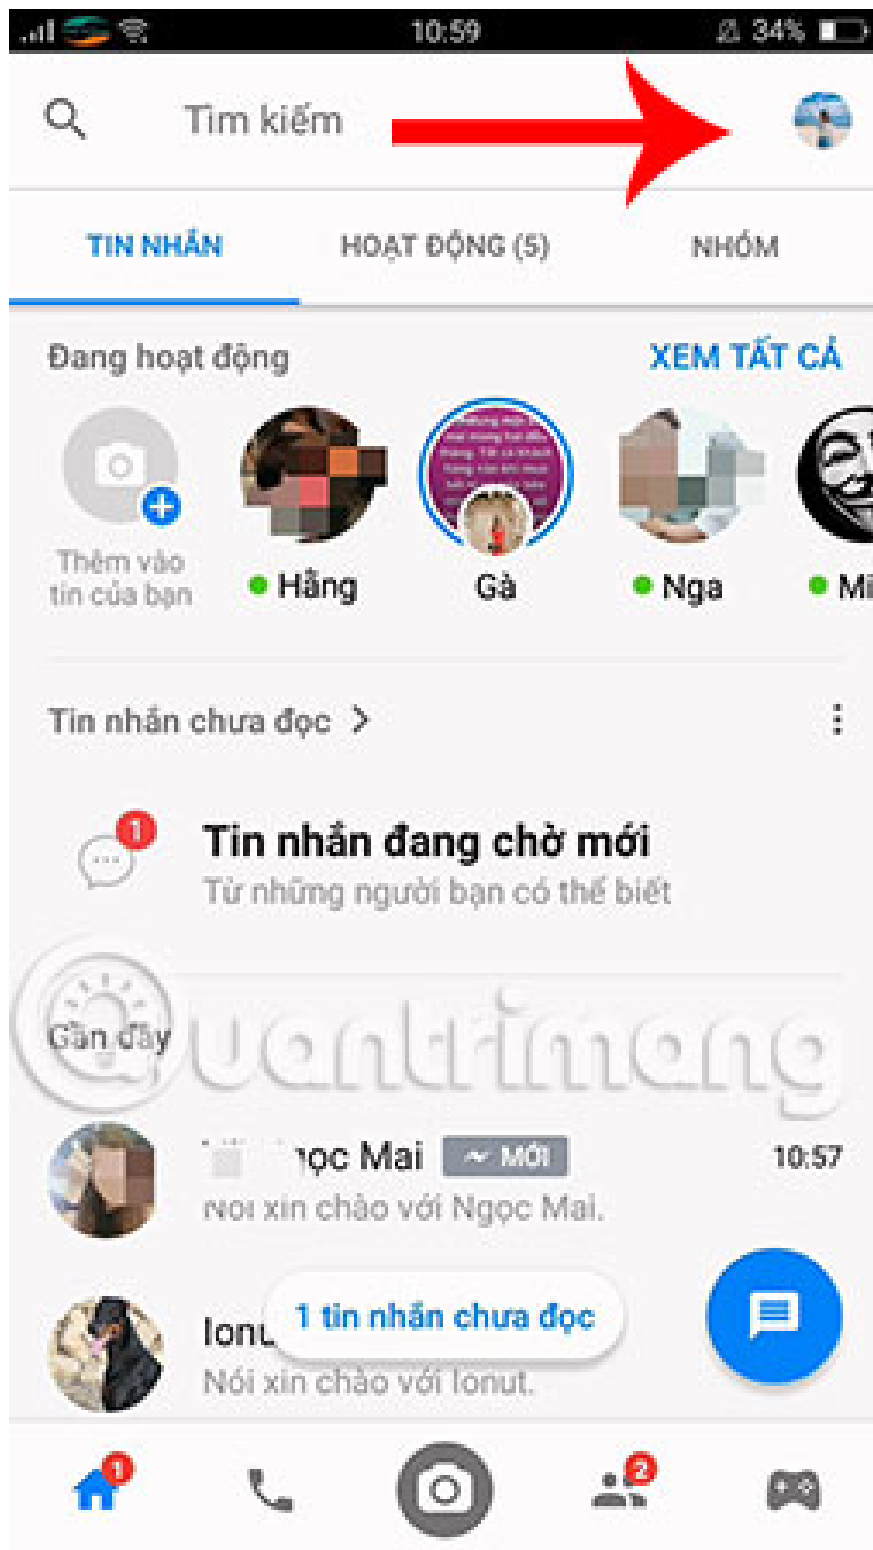 10:59
34%
Tìm kiếm
TIN NHẮN
HOẠT ĐỘNG (5)
NHÓM
Đang hoạt động
XEM TẤT CẢ
Thêm vào
tin của bạn
Hằng
Gà
Nga
Mi
Tin nhắn chưa đọc
1
Tin nhắn đang chờ mới
Từ những người bạn có thể biết
Gần đây
Quantrimang
Ngọc Mai
MỚI
10:57
Nói xin chào với Ngọc Mai.
1 tin nhắn chưa đọc
Nói xin chào với Ionut.
1
2